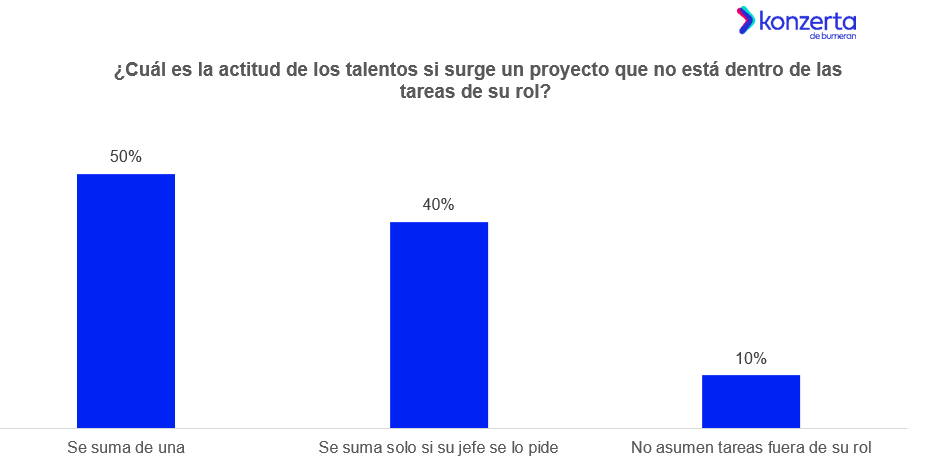 konzerta
de bumeran
¿Cuál es la actitud de los talentos si surge un proyecto que no está dentro de las
tareas de su rol?
50%
40%
10%
Se suma de una
Se suma solo si su jefe se lo pide
No asumen tareas fuera de su rol